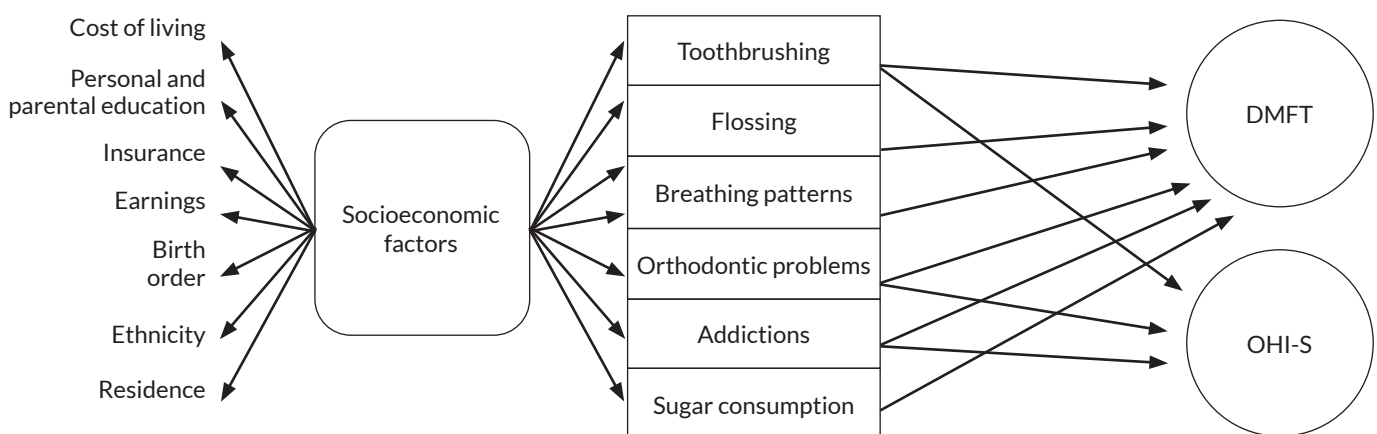 Cost of living
Personal and
parental education
Insurance
Earnings
Birth
order
Ethnicity
Residence
Socioeconomic
factors
Toothbrushing
Flossing
Breathing patterns
Orthodontic problems
Addictions
Sugar consumption
DMFT
OHI-S